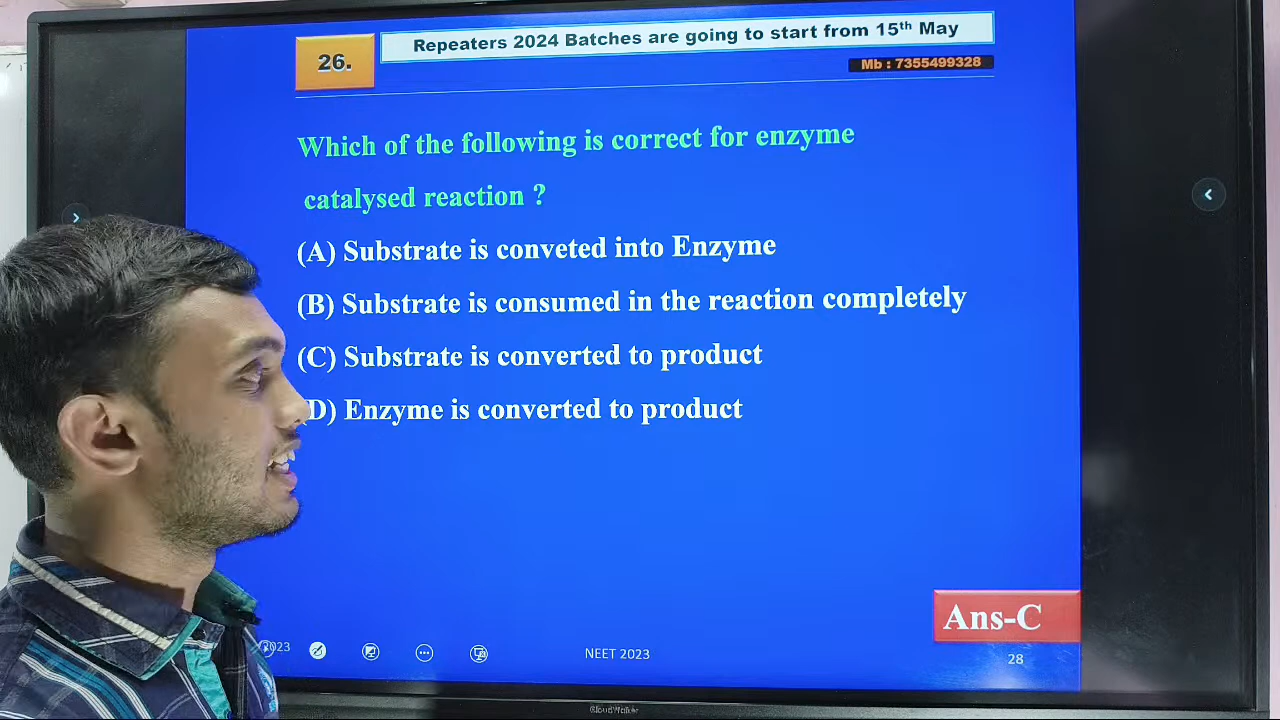 Repeaters 2024 Batches are going to start from 15th May
26.
Mb : 7355499328
Which of the following is correct for enzyme
catalysed reaction ?
(A) Substrate is conveted into Enzyme
(B) Substrate is consumed in the reaction completely
(C) Substrate is converted to product
D) Enzyme is converted to product
Ans-C
2023
NEET 2023
28
CloudWalker